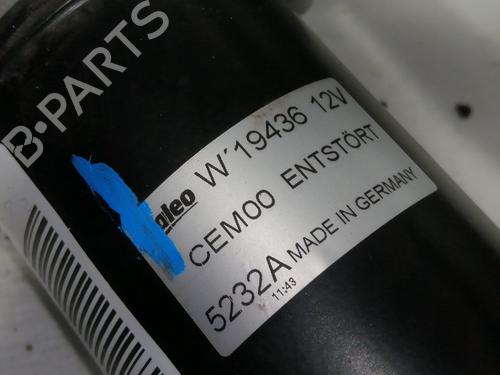 B-PARTS
Valeo W´19436 12V
CEM00 ENTSTÖRT
5232A MADE IN GERMANY
11:43